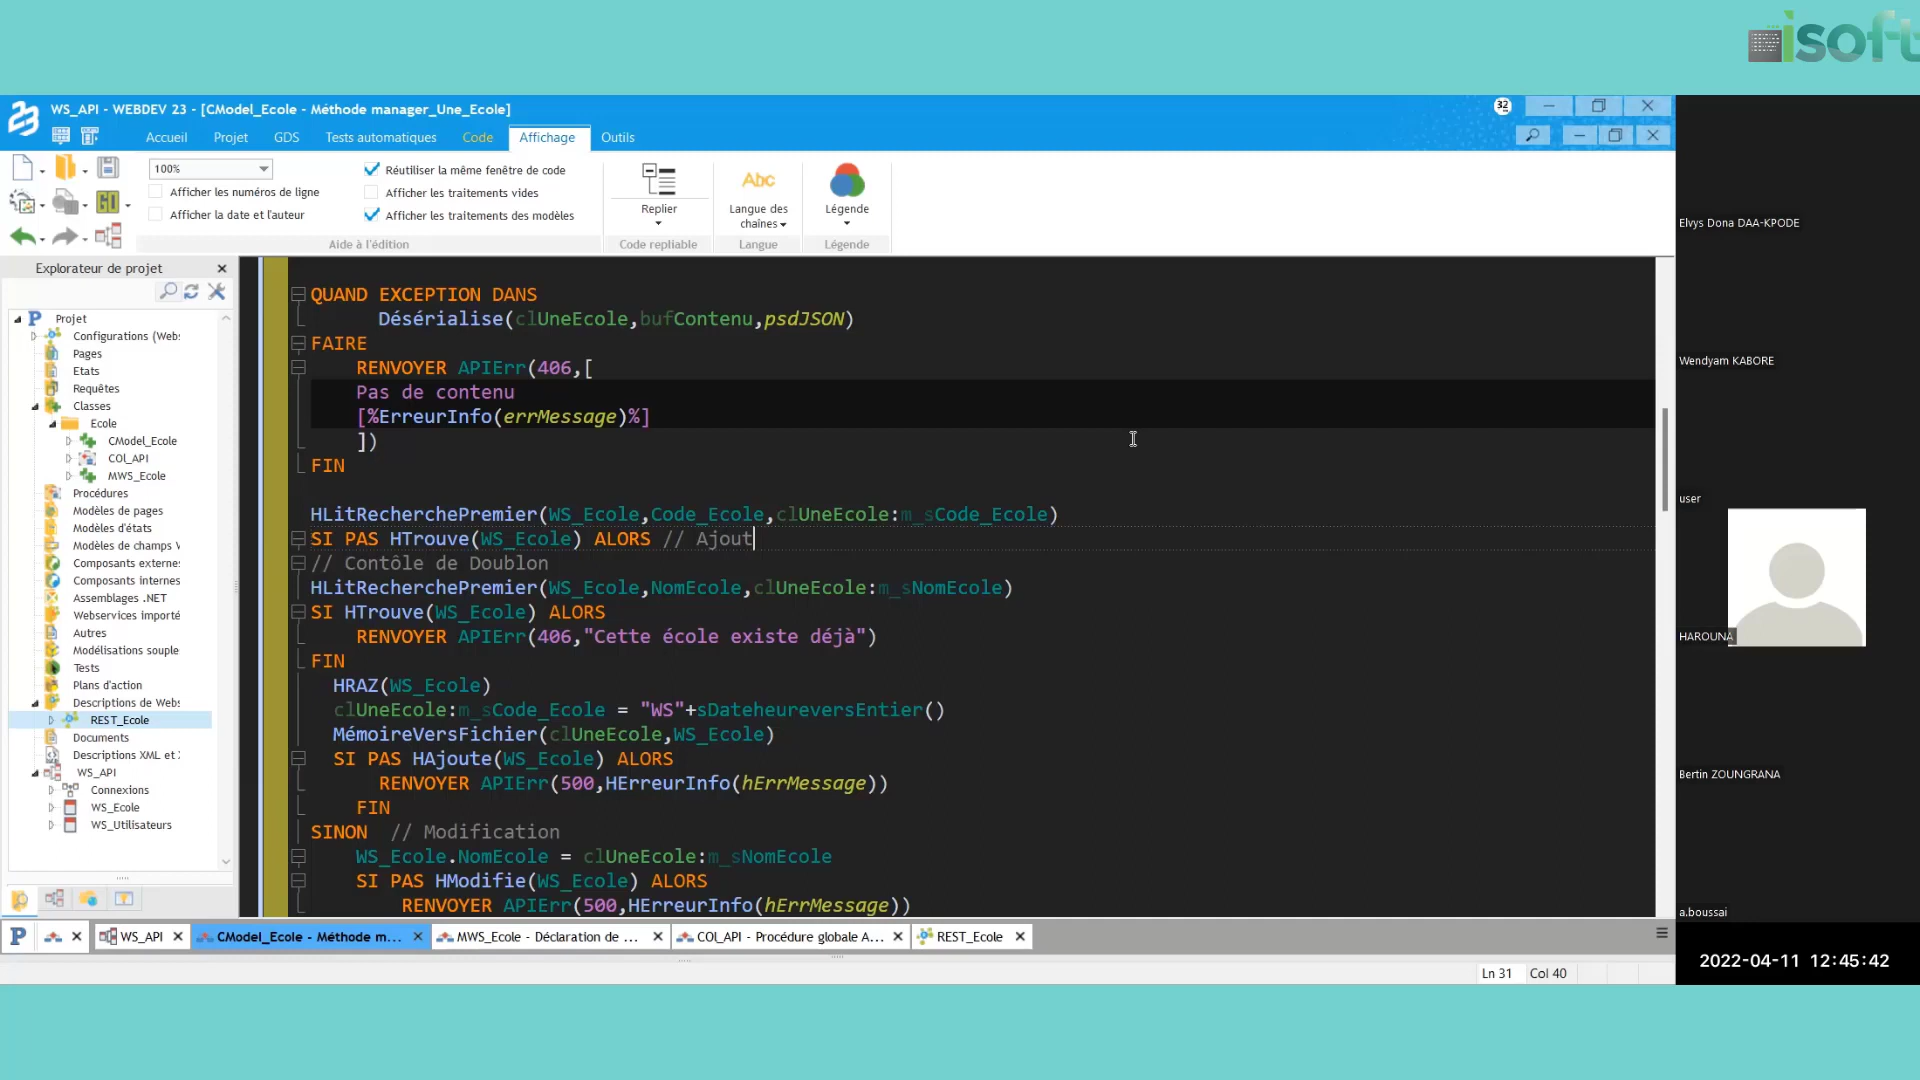 isoft
WS_API - WEBDEV 23 - [CModel_Ecole - Méthode manager_Une_Ecole]
32
Accueil Projet GDS Tests automatiques Code Affichage Outils
100%
Afficher les numéros de ligne
Afficher la date et l'auteur
Réutiliser la même fenêtre de code
Afficher les traitements vides
Afficher les traitements des modèles
Aide à l'édition
GO
Replier
Code repliable
Abc
Langue des
chaînes
Langue
Légende
Légende
Explorateur de projet
Projet
Configurations (Web:
Pages
Etats
Requêtes
Classes
Ecole
CModel_Ecole
COl_API
MWS_Ecole
Procédures
Modèles de pages
Modèles d'états
Modèles de champs V
Composants externe:
Composants internes
Assemblages .NET
Webservices importé
Autres
Modélisations souple
Tests
Plans d'action
Descriptions de Web:
REST_Ecole
Documents
Descriptions XML et :
WS_API
Connexions
WS_Ecole
WS_Utilisateurs
QUAND EXCEPTION DANS
Désérialise(clUneEcole,bufContenu,psdJSON)
FAIRE
RENVOYER APIErr(406,[
Pas de contenu
[%ErreurInfo(errMessage)%]
])
FIN
HLitRecherchePremier(WS_Ecole,Code_Ecole,clUneEcole:m_sCode_Ecole)
SI PAS HTrouve(WS_Ecole) ALORS // Ajout
// Contôle de Doublon
HLitRecherchePremier(WS_Ecole,NomEcole,clUneEcole:m_sNomEcole)
SI HTrouve(WS_Ecole) ALORS
RENVOYER APIErr(406,"Cette école existe déjà")
FIN
HRAZ(WS_Ecole)
clUneEcole:m_sCode_Ecole = "WS"+sDateheureversEntier()
MémoireVersFichier(clUneEcole,WS_Ecole)
SI PAS HAjoute(WS_Ecole) ALORS
RENVOYER APIErr(500,HErreurInfo(hErrMessage))
FIN
SINON // Modification
WS_Ecole.NomEcole = clUneEcole:m_sNomEcole
SI PAS HModifie(WS_Ecole) ALORS
RENVOYER APIErr(500,HErreurInfo(hErrMessage))
WS_API CModel_Ecole - Méthode m... MWS_Ecole - Déclaration de ... COl_API - Procédure globale A... REST_Ecole
Ln 31 Col 40
Elvys Dona DAA-KPODE
Wendyam KABORE
user
HAROUNA
Bertin ZOUNGRANA
a.boussai
2022-04-11 12:45:42